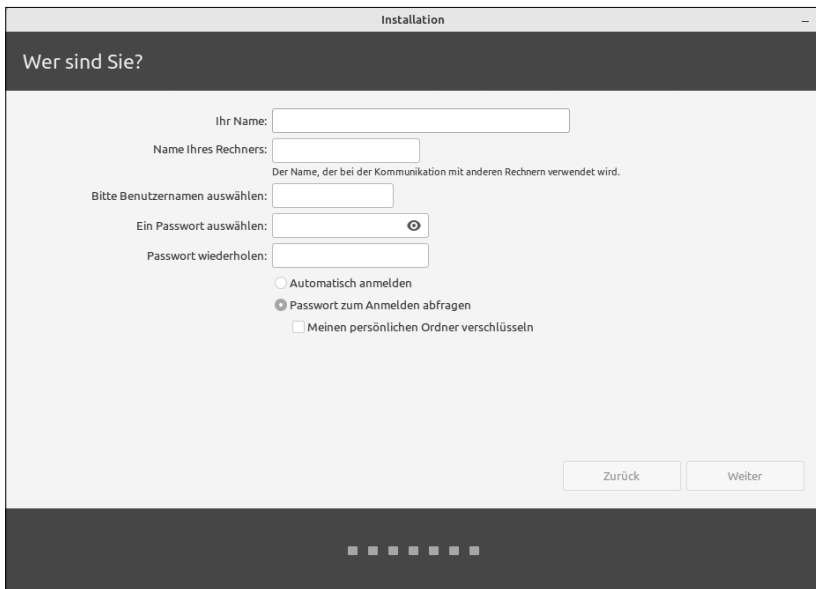 Installation
Wer sind Sie?
Ihr Name:
Name Ihres Rechners:
Der Name, der bei der Kommunikation mit anderen Rechnern verwendet wird.
Bitte Benutzernamen auswählen:
Ein Passwort auswählen:
Passwort wiederholen:
Automatisch anmelden
Passwort zum Anmelden abfragen
Meinen persönlichen Ordner verschlüsseln
Zurück Weiter